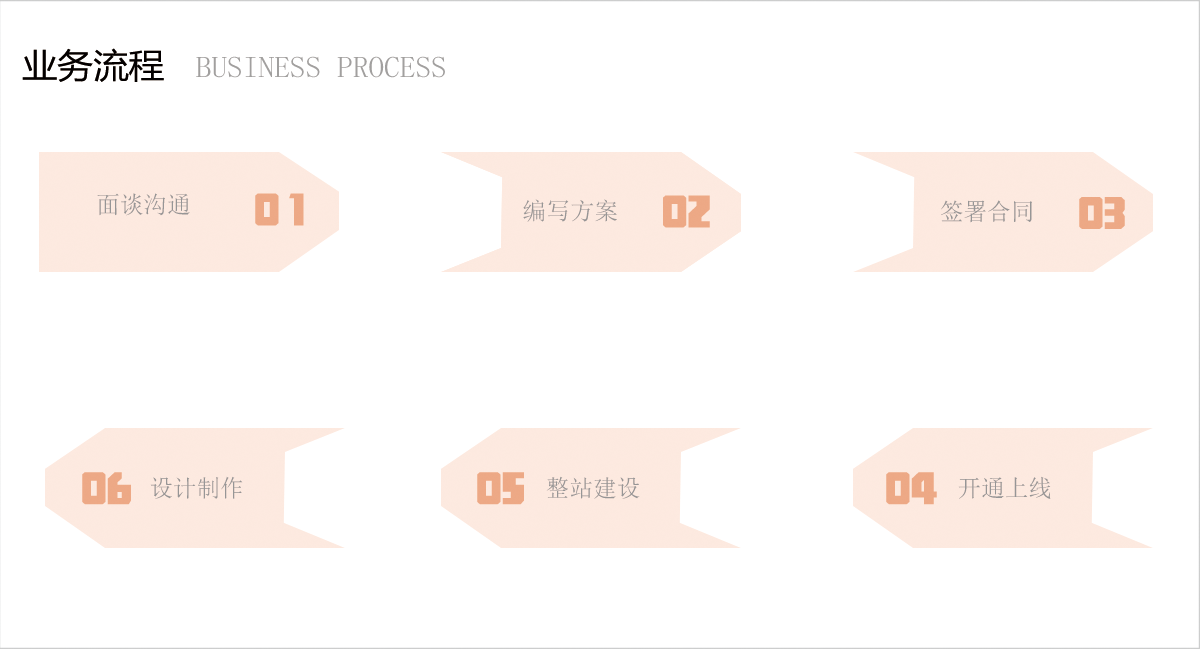 业务流程 BUSINESS PROCESS
面谈沟通 01
编写方案 02
签署合同 03
06 设计制作
05 整站建设
04 开通上线